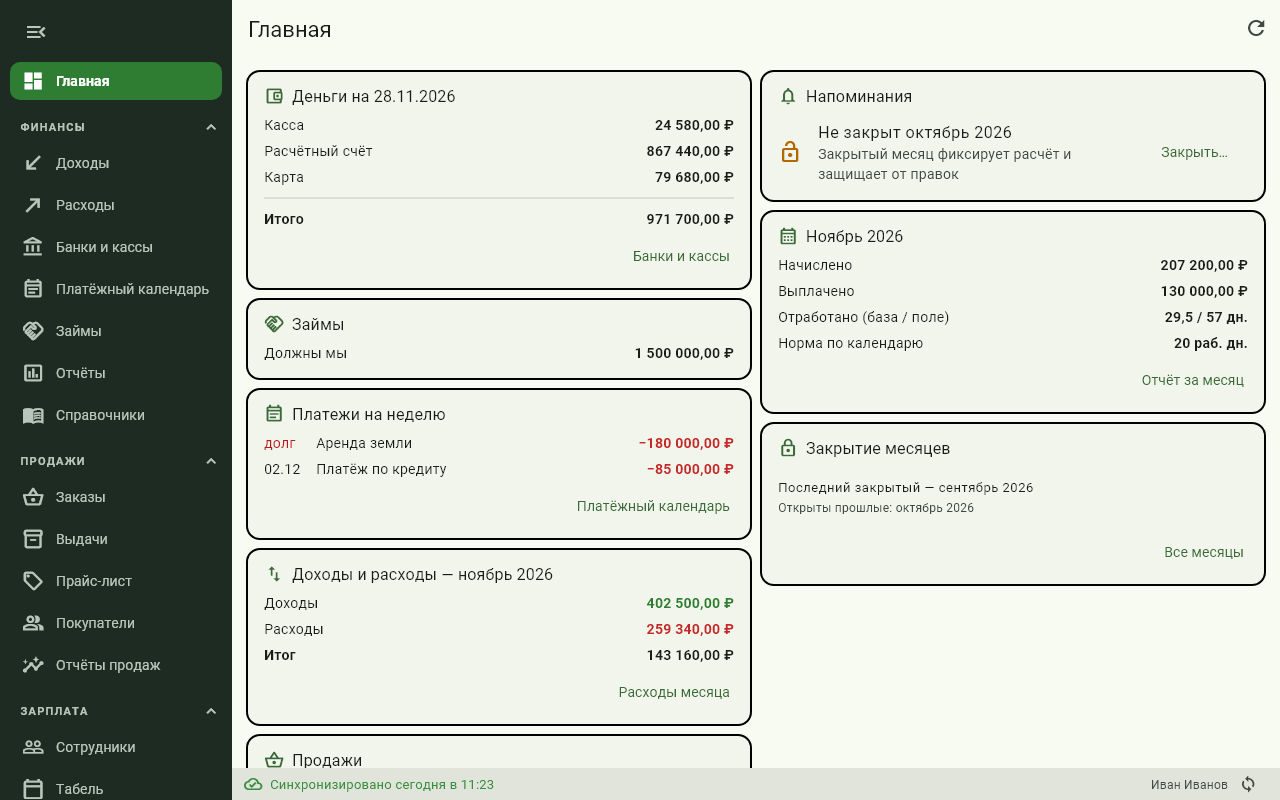 Главная
ФИНАНСЫ
Доходы
Расходы
Банки и кассы
Платёжный календарь
Займы
Отчёты
Справочники
ПРОДАЖИ
Заказы
Выдачи
Прайс-лист
Покупатели
Отчёты продаж
ЗАРПЛАТА
Сотрудники
Табель
Главная
Деньги на 28.11.2026
Касса 24 580,00 ₽
Расчётный счёт 867 440,00 ₽
Карта 79 680,00 ₽
Итого 971 700,00 ₽
Банки и кассы
Займы
Должны мы 1 500 000,00 ₽
Платежи на неделю
долг Аренда земли −180 000,00 ₽
02.12 Платёж по кредиту −85 000,00 ₽
Платёжный календарь
Доходы и расходы — ноябрь 2026
Доходы 402 500,00 ₽
Расходы 259 340,00 ₽
Итог 143 160,00 ₽
Расходы месяца
Продажи
Напоминания
Не закрыт октябрь 2026
Закрытый месяц фиксирует расчёт и
защищает от правок
Закрыть…
Ноябрь 2026
Начислено 207 200,00 ₽
Выплачено 130 000,00 ₽
Отработано (база / поле) 29,5 / 57 дн.
Норма по календарю 20 раб. дн.
Отчёт за месяц
Закрытие месяцев
Последний закрытый — сентябрь 2026
Открыты прошлые: октябрь 2026
Все месяцы
Синхронизировано сегодня в 11:23
Иван Иванов